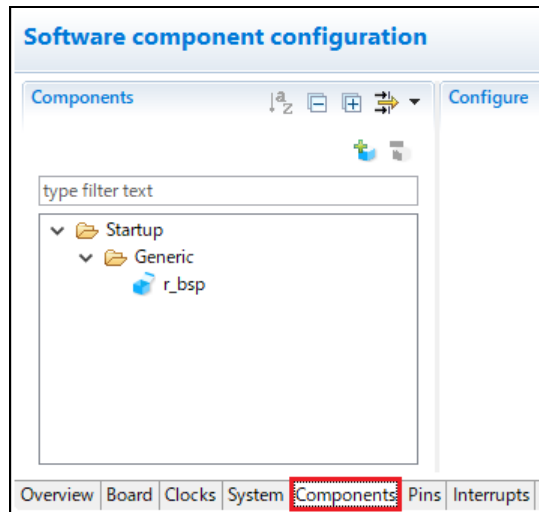 Software component configuration
Components
Configure
type filter text
Startup
Generic
r_bsp
Overview Board Clocks System Components Pins Interrupts